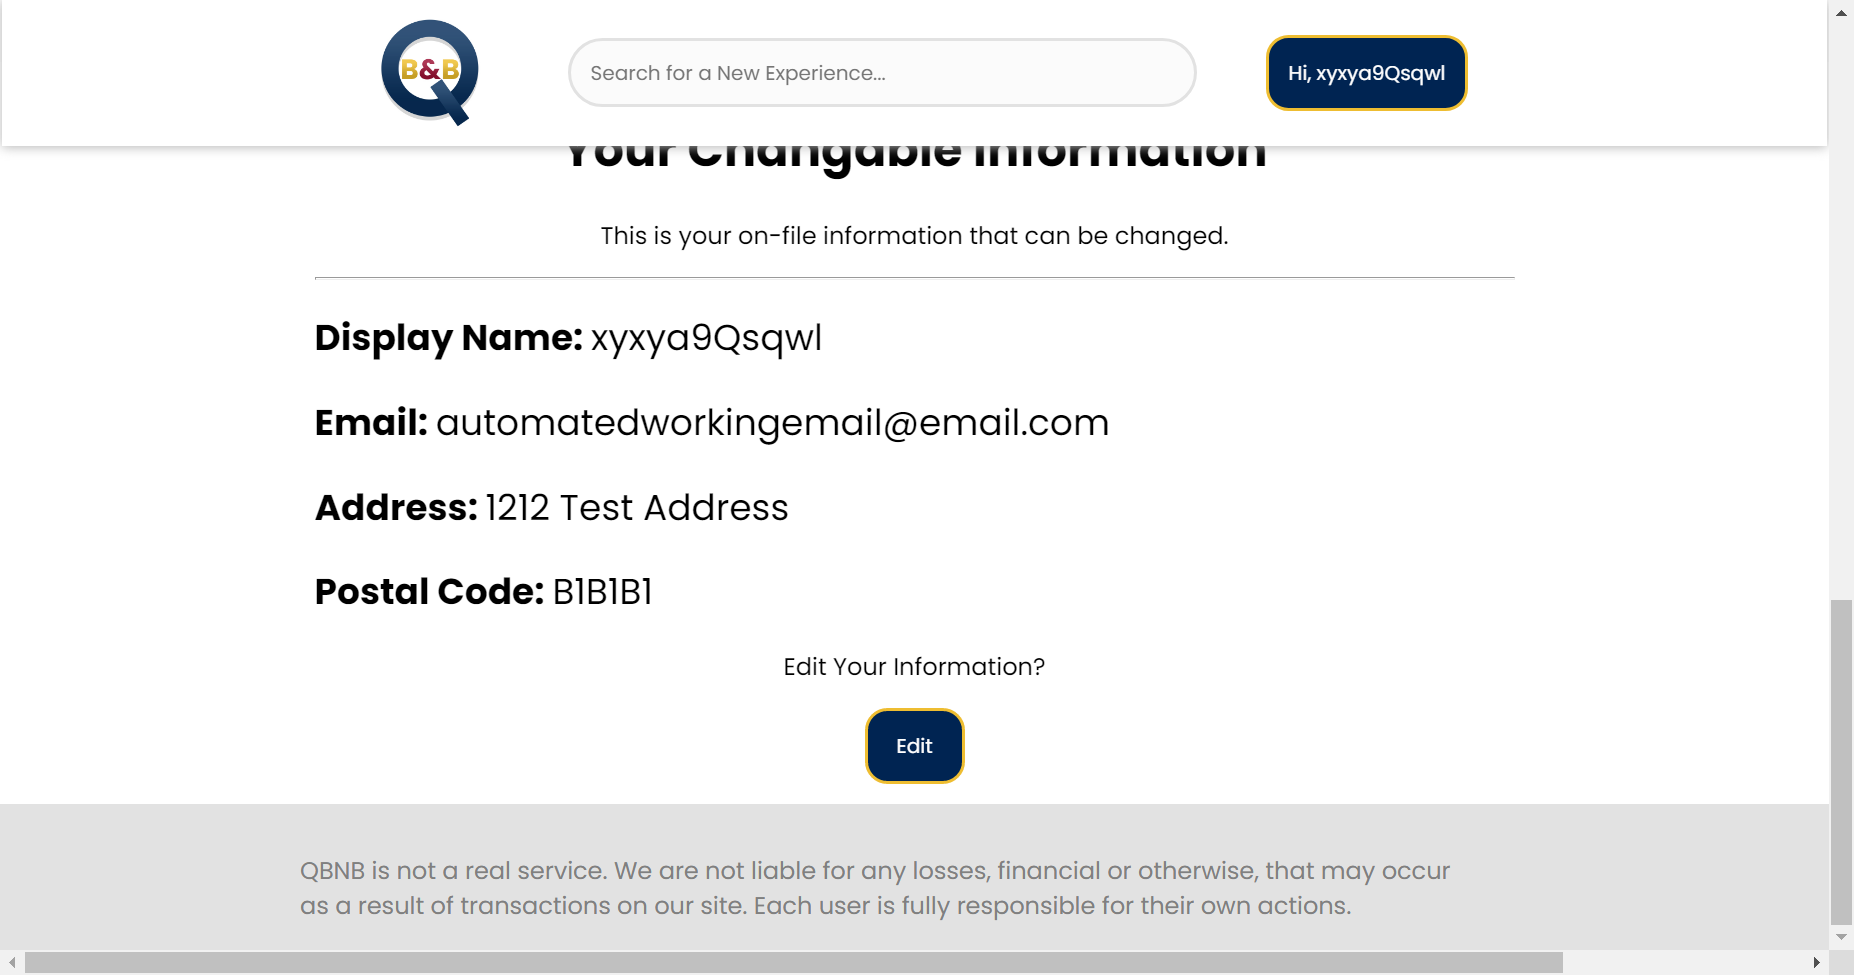 B&B
Search for a New Experience...
Hi, xyxya9Qsqwl
Your Changable Information
This is your on-file information that can be changed.
Display Name: xyxya9Qsqwl
Email: automatedworkingemail@email.com
Address: 1212 Test Address
Postal Code: B1B1B1
Edit Your Information?
Edit
QBNB is not a real service. We are not liable for any losses, financial or otherwise, that may occur
as a result of transactions on our site. Each user is fully responsible for their own actions.